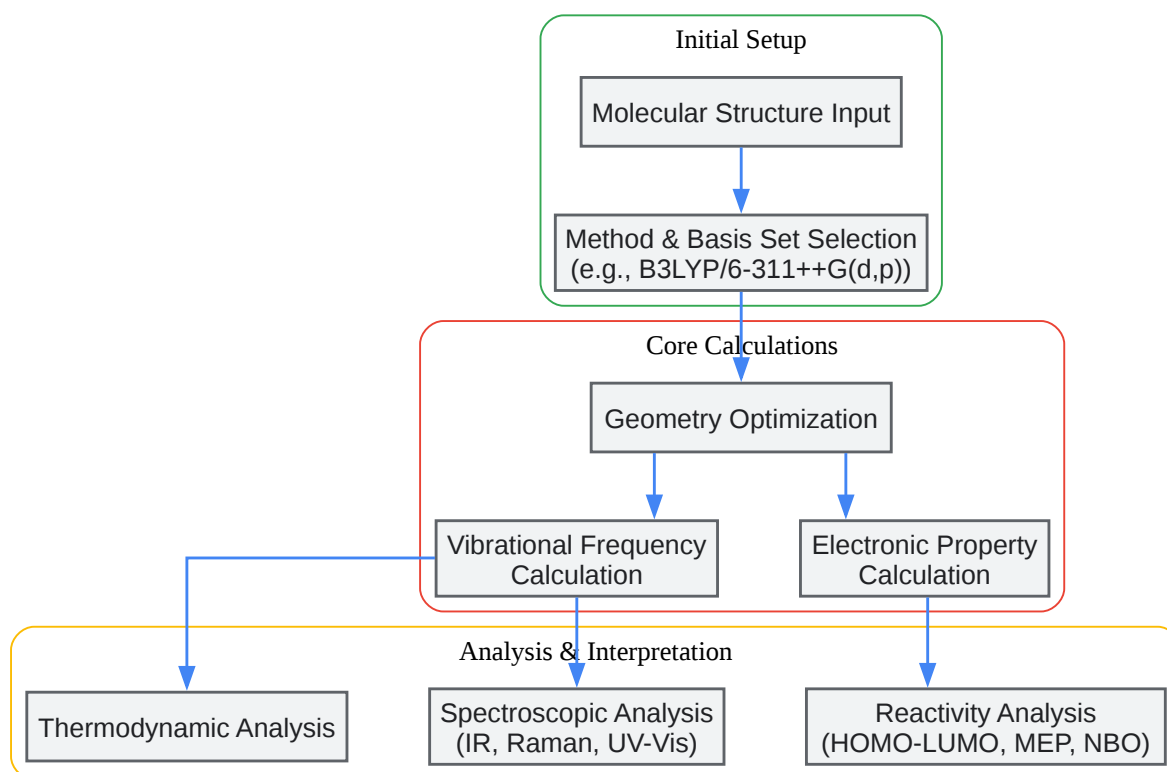 Initial Setup
Molecular Structure Input
Method & Basis Set Selection
(e.g., B3LYP/6-311++G(d,p))
Core Calculations
Geometry Optimization
Vibrational Frequency
Calculation
Electronic Property
Calculation
Analysis & Interpretation
Thermodynamic Analysis
Spectroscopic Analysis
(IR, Raman, UV-Vis)
Reactivity Analysis
(HOMO-LUMO, MEP, NBO)